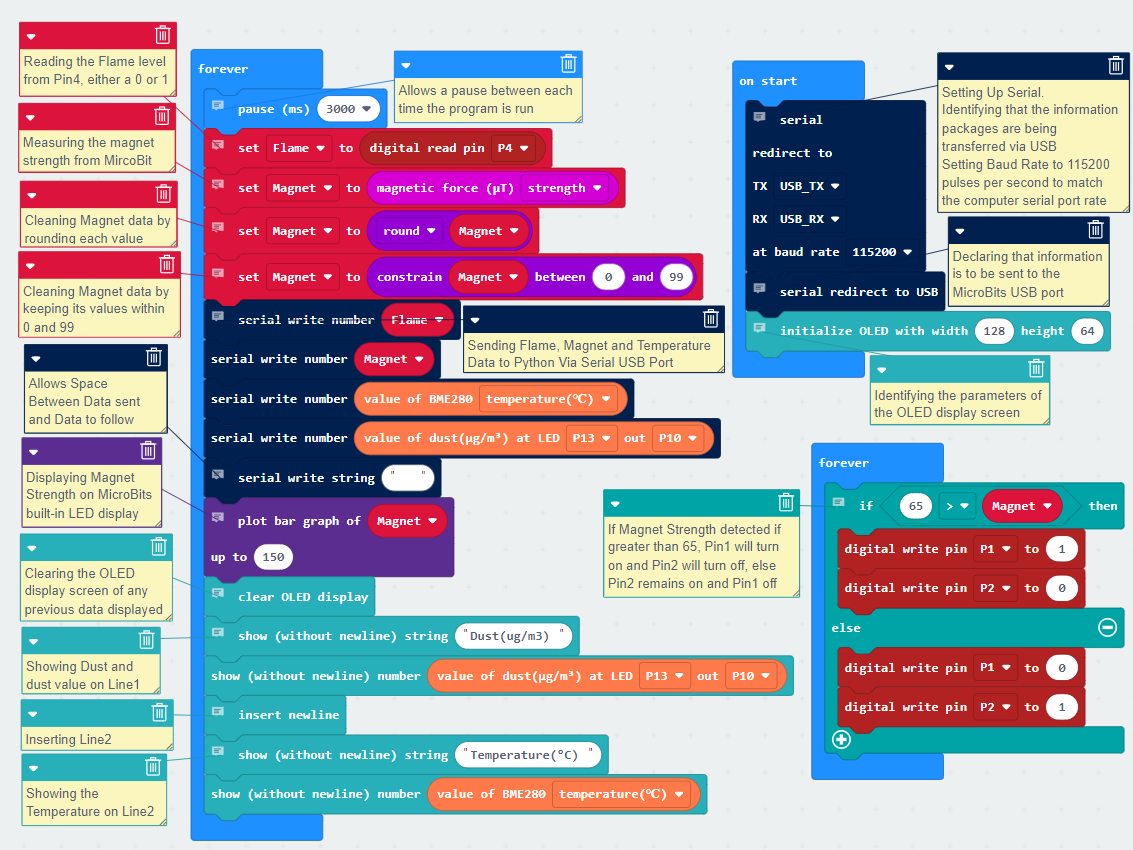 Reading the Flame level
from Pin4, either a 0 or 1
Measuring the magnet
strength from MircoBit
Cleaning Magnet data by
rounding each value
Cleaning Magnet data by
keeping its values within
0 and 99
Allows Space
Between Data sent
and Data to follow
Displaying Magnet
Strength on MicroBits
built-in LED display
Clearing the OLED
display screen of any
previous data displayed
Showing Dust and
dust value on Line1
Inserting Line2
Showing the
Temperature on Line2
forever
pause (ms) 3000
set Flame to digital read pin P4
set Magnet to magnetic force (µT) strength
set Magnet to round Magnet
set Magnet to constrain Magnet between 0 and 99
serial write number Flame
serial write number Magnet
serial write number value of BME280 temperature(℃)
serial write number value of dust(µg/m³) at LED P13 out P10
serial write string " "
plot bar graph of Magnet
up to 150
clear OLED display
show (without newline) string "Dust(ug/m3) "
show (without newline) number value of dust(µg/m³) at LED P13 out P10
insert newline
show (without newline) string "Temperature(°C) "
show (without newline) number value of BME280 temperature(℃)
Allows a pause between each
time the program is run
Sending Flame, Magnet and Temperature
Data to Python Via Serial USB Port
on start
serial
redirect to
TX USB_TX
RX USB_RX
at baud rate 115200
serial redirect to USB
initialize OLED with width 128 height 64
Setting Up Serial.
Identifying that the information
packages are being
transferred via USB
Setting Baud Rate to 115200
pulses per second to match
the computer serial port rate
Declaring that information
is to be sent to the
MicroBits USB port
Identifying the parameters of
the OLED display screen
If Magnet Strength detected if
greater than 65, Pin1 will turn
on and Pin2 will turn off, else
Pin2 remains on and Pin1 off
forever
if 65 > Magnet then
digital write pin P1 to 1
digital write pin P2 to 0
else
digital write pin P1 to 0
digital write pin P2 to 1